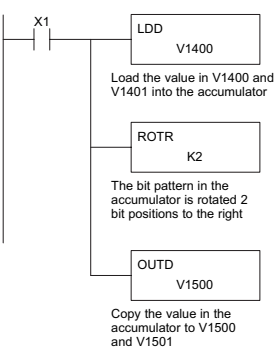 X1
LDD
V1400
Load the value in V1400 and
V1401 into the accumulator
ROTR
K2
The bit pattern in the
accumulator is rotated 2
bit positions to the right
OUTD
V1500
Copy the value in the
accumulator to V1500
and V1501